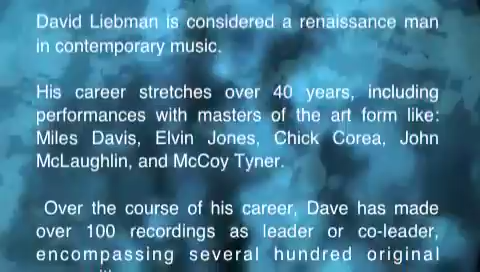 David Liebman is considered a renaissance man
in contemporary music.
His career stretches over 40 years, including
performances with masters of the art form like:
Miles Davis, Elvin Jones, Chick Corea, John
McLaughlin, and McCoy Tyner.
Over the course of his career, Dave has made
over 100 recordings as leader or co-leader,
encompassing several hundred original